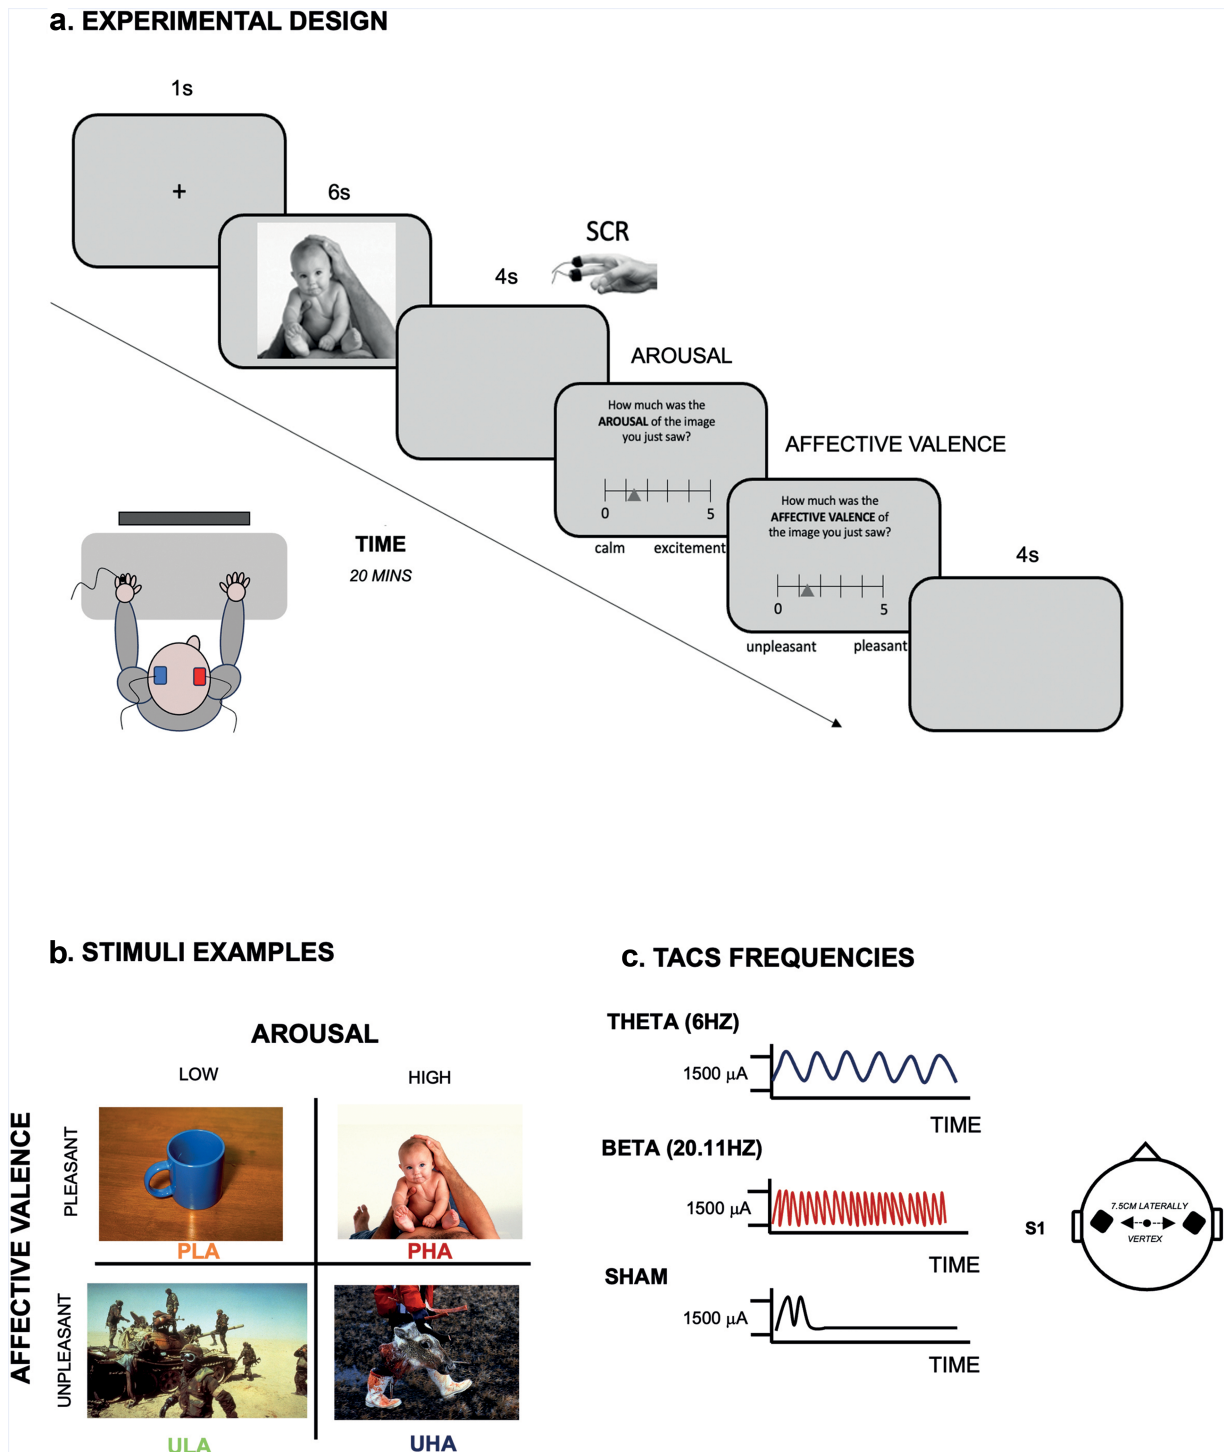 a. EXPERIMENTAL DESIGN
1s
+
6s
4s
SCR
AROUSAL
How much was the
AROUSAL of the image
you just saw?
0 5
calm excitement
AFFECTIVE VALENCE
How much was the
AFFECTIVE VALENCE of
the image you just saw?
0 5
unpleasant pleasant
4s
TIME
20 MINS
b. STIMULI EXAMPLES
AROUSAL
LOW HIGH
AFFECTIVE VALENCE
PLEASANT
PLA PHA
UNPLEASANT
ULA UHA
c. TACS FREQUENCIES
THETA (6HZ)
1500 µA
TIME
BETA (20.11HZ)
1500 µA
TIME
SHAM
1500 µA
TIME
S1
7.5CM LATERALLY
VERTEX